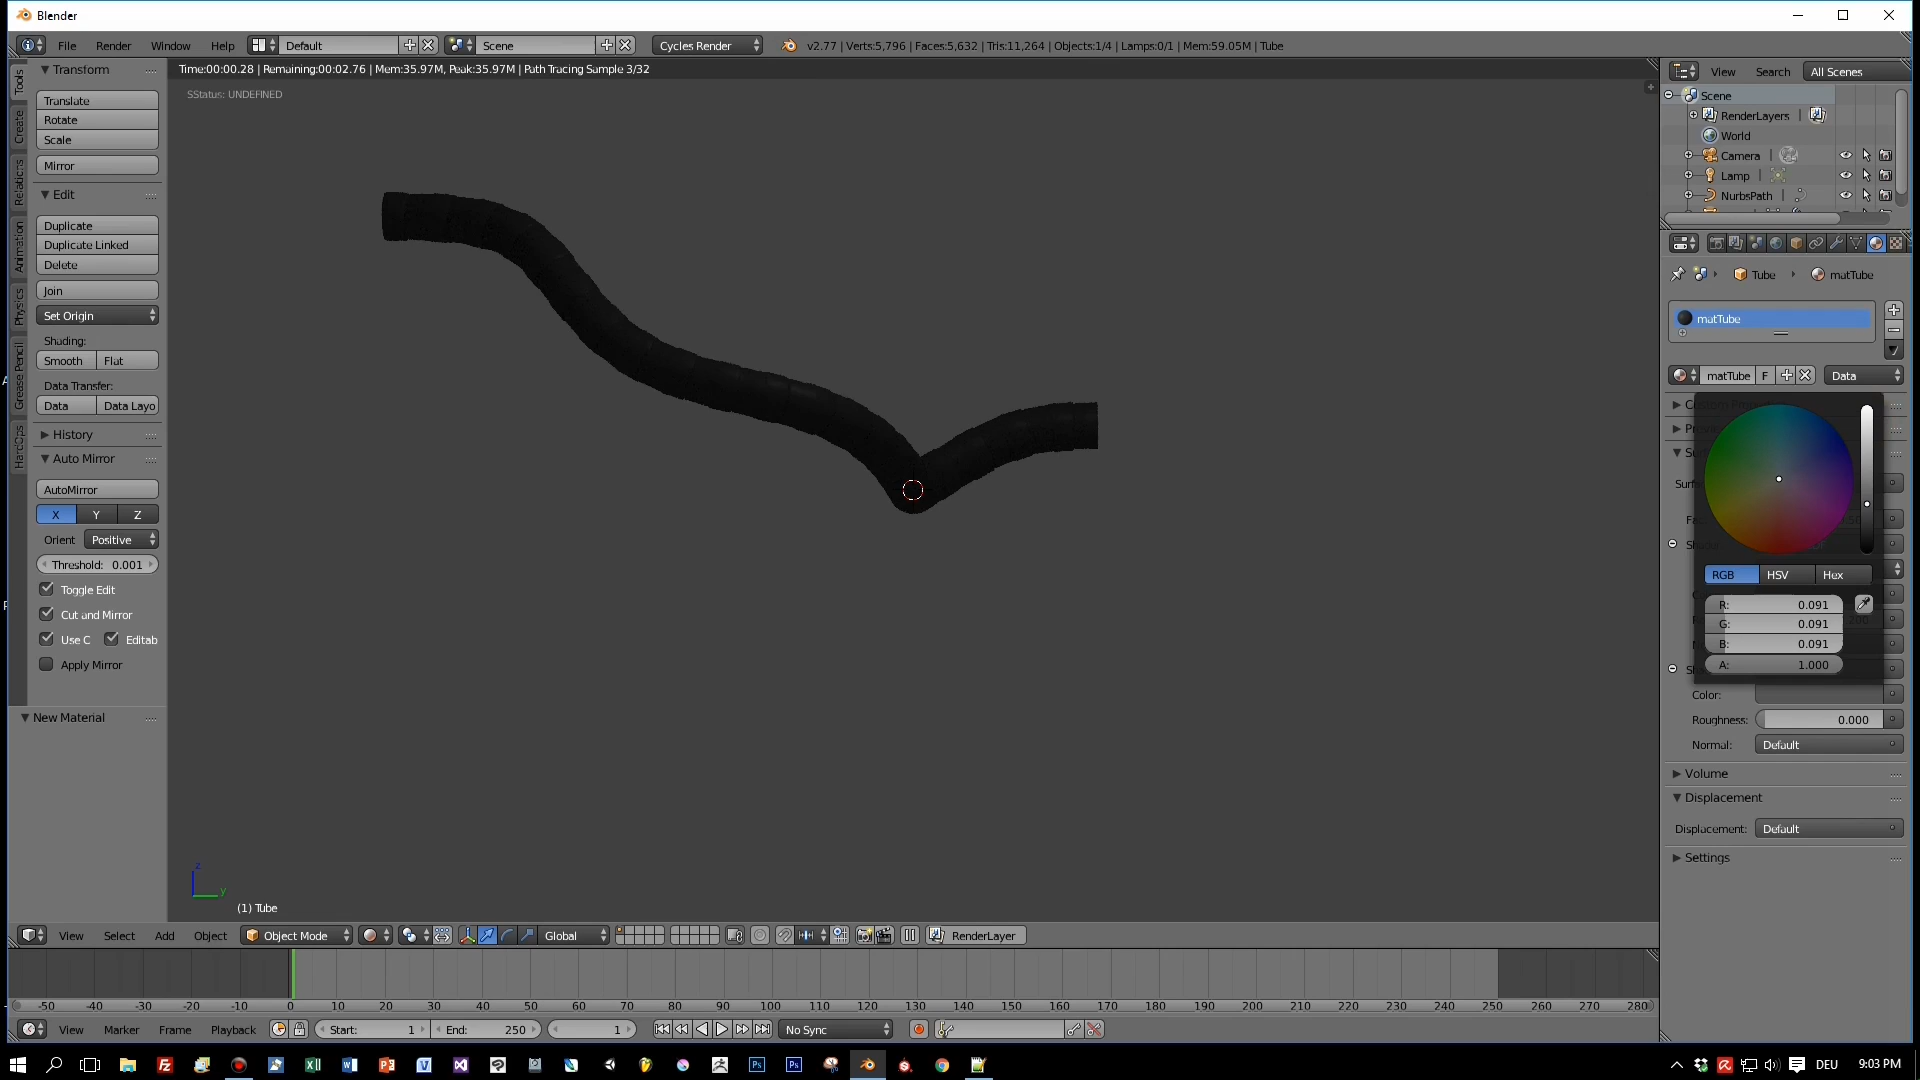 Blender
File Render Window Help Default Scene Cycles Render v2.77 | Verts:5,796 | Faces:5,632 | Tris:11,264 | Objects:1/4 | Lamps:0/1 | Mem:59.05M | Tube
Time:00:00.28 | Remaining:00:02.76 | Mem:35.97M, Peak:35.97M | Path Tracing Sample 3/32
SStatus: UNDEFINED
Tools
Create
Relations
Animation
Physics
Grease Pencil
HardOps
Transform
Translate
Rotate
Scale
Mirror
Edit
Duplicate
Duplicate Linked
Delete
Join
Set Origin
Shading:
Smooth Flat
Data Transfer:
Data Data Layo
History
Auto Mirror
AutoMirror
X Y Z
Orient Positive
Threshold: 0.001
Toggle Edit
Cut and Mirror
Use C Editab
Apply Mirror
New Material
z
y
(1) Tube
View Search All Scenes
Scene
RenderLayers
World
Camera
Lamp
NurbsPath
Tube matTube
matTube
matTube F Data
RGB HSV Hex
R: 0.091
G: 0.091
B: 0.091
A: 1.000
Color:
Roughness: 0.000
Normal: Default
Volume
Displacement
Displacement: Default
Settings
View Select Add Object Object Mode Global RenderLayer
-50 -40 -30 -20 -10 0 10 20 30 40 50 60 70 80 90 100 110 120 130 140 150 160 170 180 190 200 210 220 230 240 250 260 270 280
View Marker Frame Playback Start: 1 End: 250 1 No Sync
DEU 9:03 PM